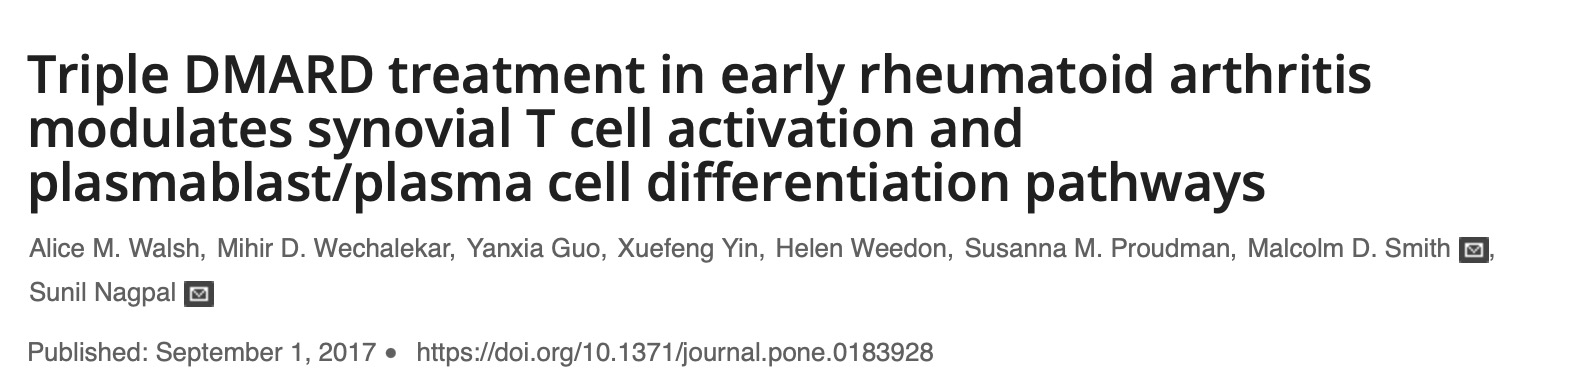 Triple DMARD treatment in early rheumatoid arthritis
modulates synovial T cell activation and
plasmablast/plasma cell differentiation pathways
Alice M. Walsh, Mihir D. Wechalekar, Yanxia Guo, Xuefeng Yin, Helen Weedon, Susanna M. Proudman, Malcolm D. Smith ,
Sunil Nagpal
Published: September 1, 2017 • https://doi.org/10.1371/journal.pone.0183928